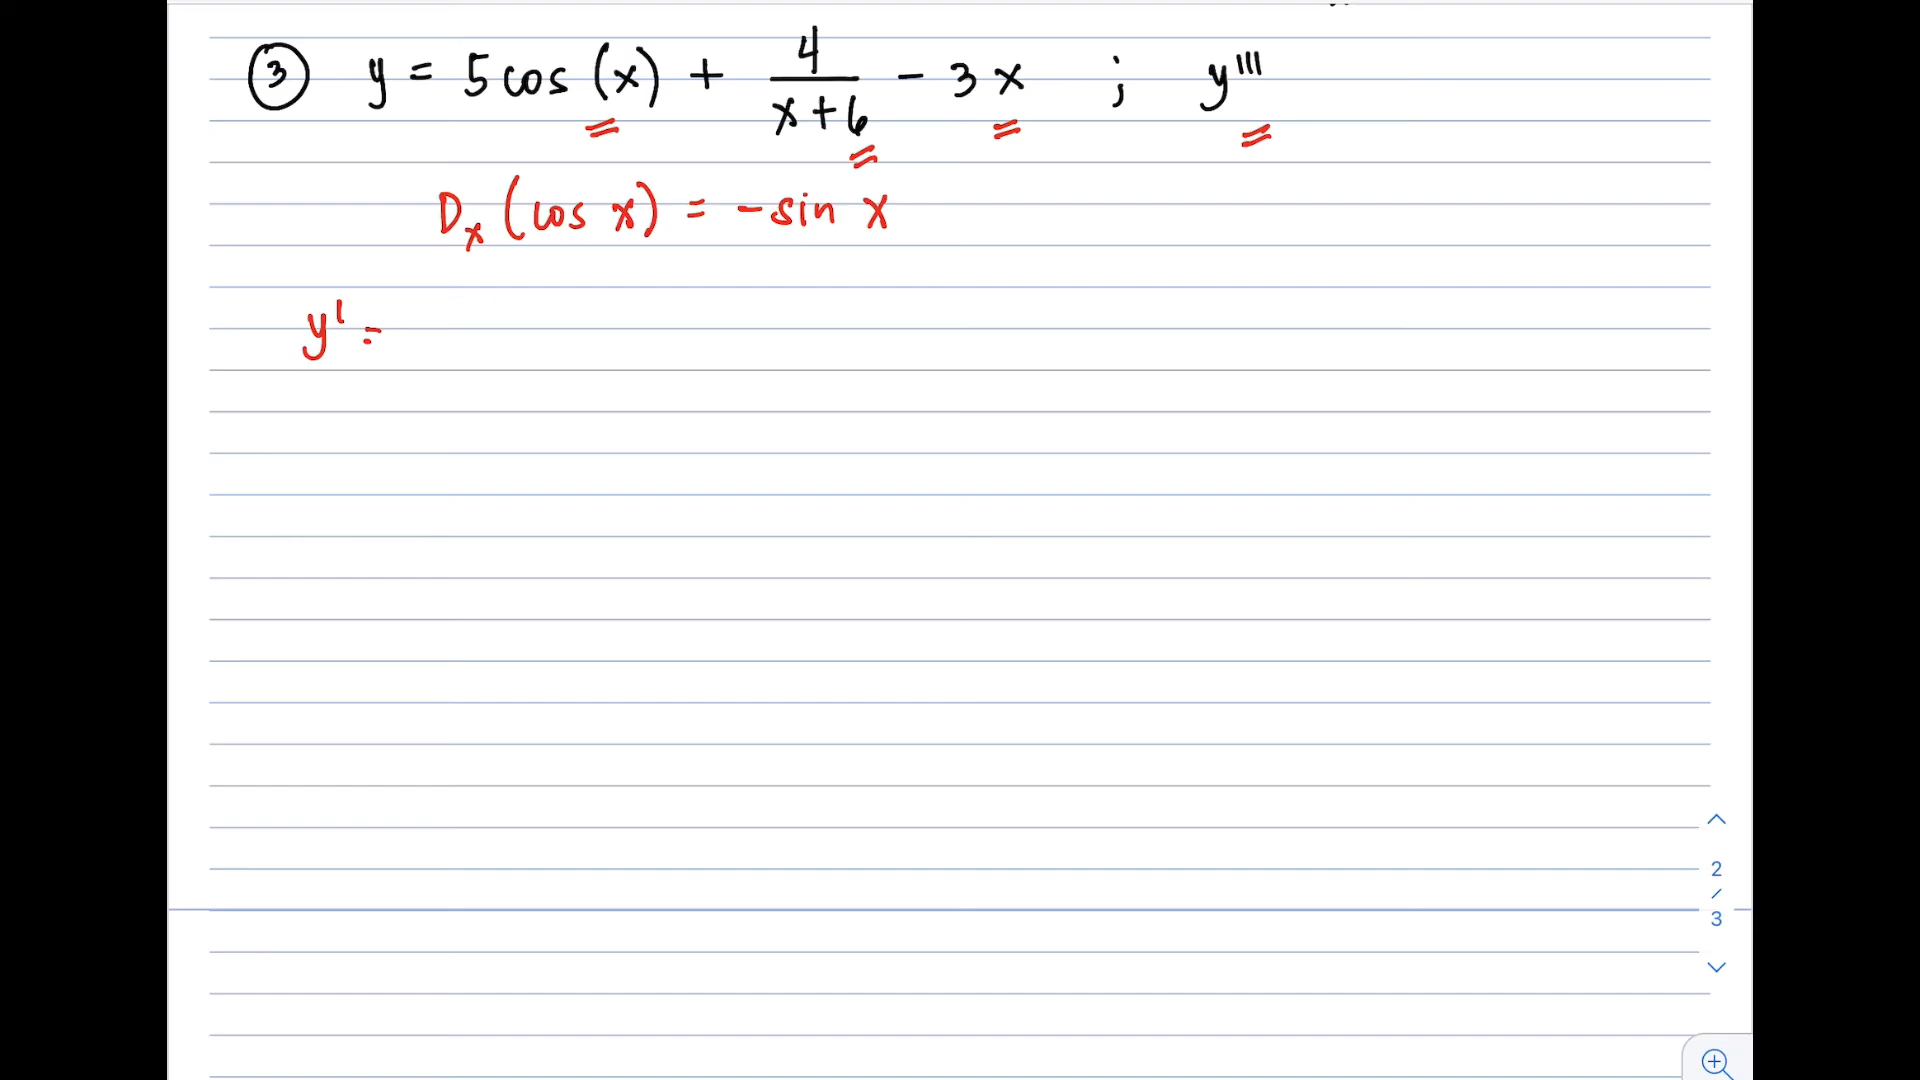 ③ y = 5 cos (x) + 4/(x+6) - 3x ; y'''
Dₓ (cos x) = - sin x
y' =
2
/
3